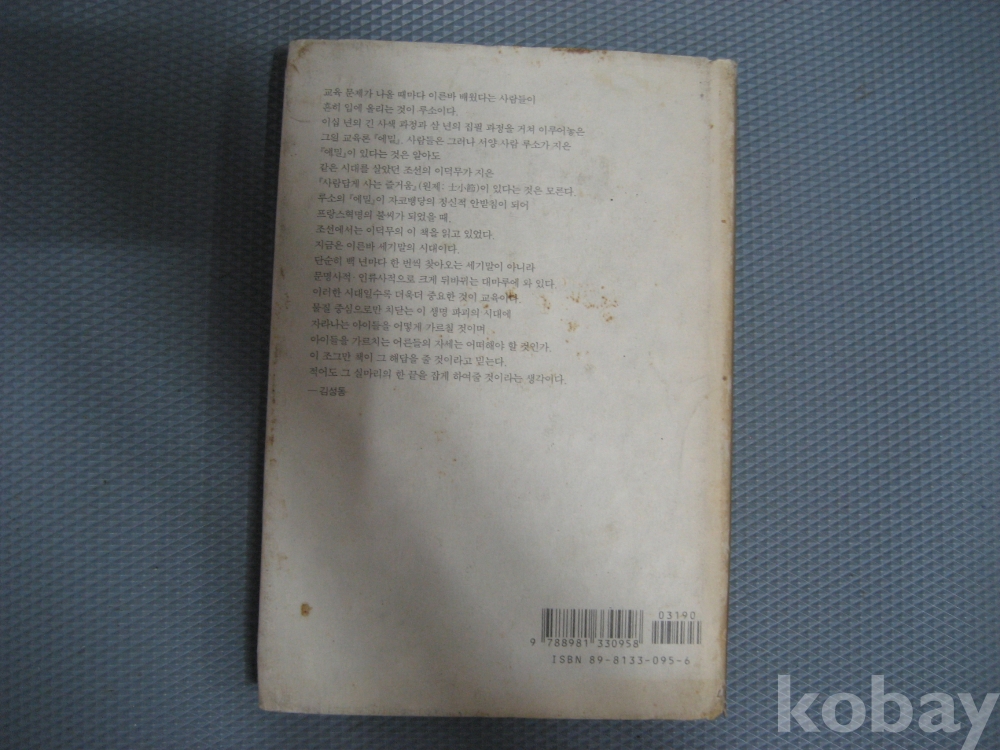 교육 문제가 나올 때마다 이른바 배웠다는 사람들이
흔히 입에 올리는 것이 루소이다.
이십 년의 긴 사색 과정과 삼 년의 집필 과정을 거쳐 이루어놓은
그의 교육론 『에밀』. 사람들은 그러나 서양 사람 루소가 지은
『에밀』이 있다는 것은 알아도
같은 시대를 살았던 조선의 이덕무가 지은
『사람답게 사는 즐거움』(원제: 士小節)이 있다는 것은 모른다.
루소의 『에밀』이 자코뱅당의 정신적 안받침이 되어
프랑스혁명의 불씨가 되었을 때,
조선에서는 이덕무의 이 책을 읽고 있었다.
지금은 이른바 세기말의 시대이다.
단순히 백 년마다 한 번씩 찾아오는 세기말이 아니라
문명사적·인류사적으로 크게 뒤바뀌는 대마루에 와 있다.
이러한 시대일수록 더욱더 중요한 것이 교육이다.
물질 중심으로만 치닫는 이 생명 파괴의 시대에
자라나는 아이들을 어떻게 가르칠 것이며
아이들을 가르치는 어른들의 자세는 어떠해야 할 것인가.
이 조그만 책이 그 해답을 줄 것이라고 믿는다.
적어도 그 실마리의 한 끝을 잡게 하여줄 것이라는 생각이다.
— 김성동
03190
9 788981 330958
ISBN 89-8133-095-6
kobay